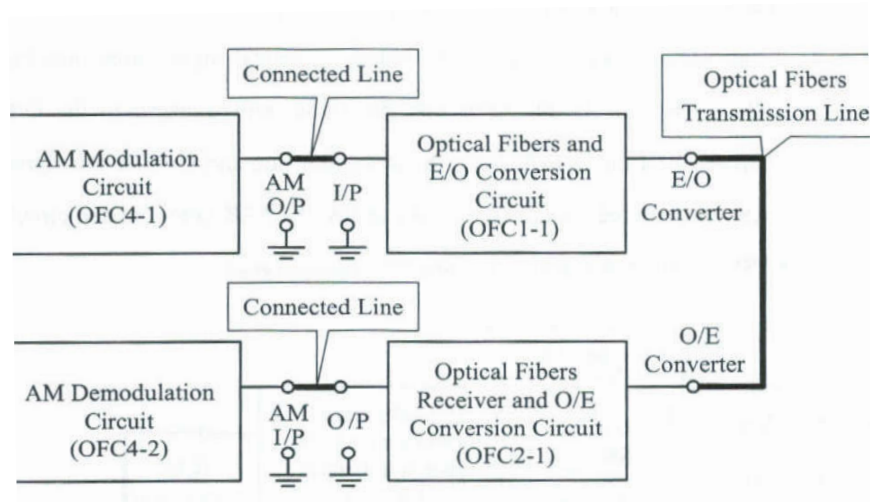 Connected Line
Optical Fibers
Transmission Line
AM Modulation
Circuit
(OFC4-1)
AM
O/P
I/P
Optical Fibers and
E/O Conversion
Circuit
(OFC1-1)
E/O
Converter
Connected Line
O/E
Converter
AM Demodulation
Circuit
(OFC4-2)
AM
I/P
O/P
Optical Fibers
Receiver and O/E
Conversion Circuit
(OFC2-1)